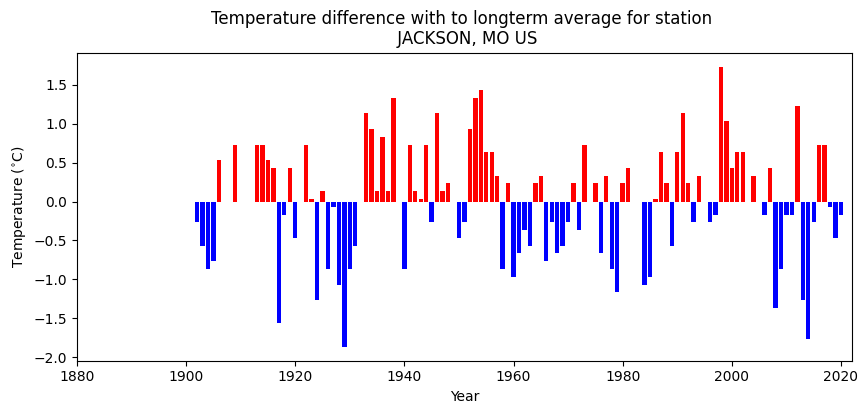 Temperature difference with to longterm average for station
JACKSON, MO US
1.5
1.0
0.5
0.0
−0.5
−1.0
−1.5
−2.0
Temperature (°C)
1880 1900 1920 1940 1960 1980 2000 2020
Year